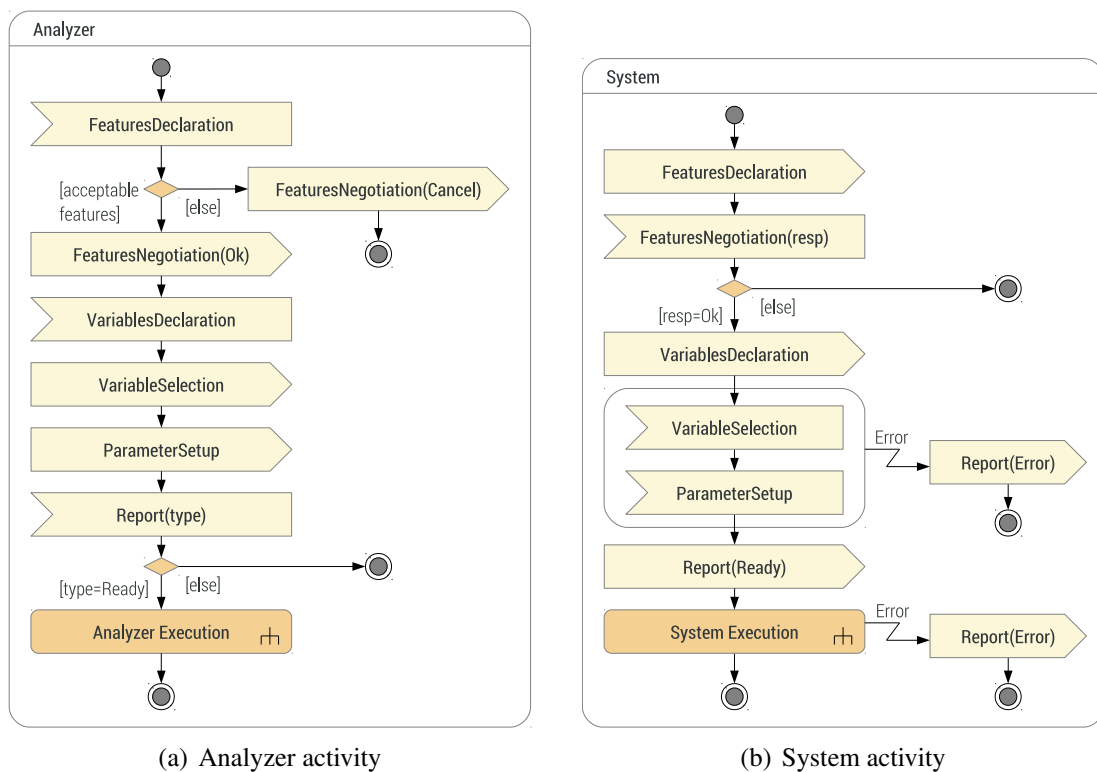 Analyzer
FeaturesDeclaration
[acceptable
features]
[else]
FeaturesNegotiation(Cancel)
FeaturesNegotiation(Ok)
VariablesDeclaration
VariableSelection
ParameterSetup
Report(type)
[type=Ready]
[else]
Analyzer Execution
(a) Analyzer activity
System
FeaturesDeclaration
FeaturesNegotiation(resp)
[resp=Ok]
[else]
VariablesDeclaration
VariableSelection
ParameterSetup
Error
Report(Error)
Report(Ready)
System Execution
Error
Report(Error)
(b) System activity